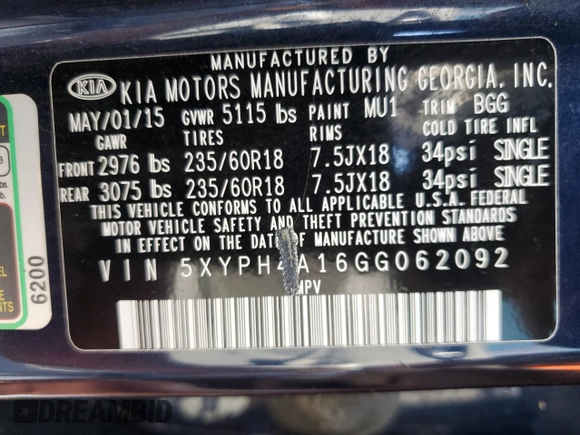 MANUFACTURED BY
KIA KIA MOTORS MANUFACTURING GEORGIA, INC.
MAY/01/15 GVWR 5115 lbs PAINT MU1 TRIM BGG
GAWR TIRES RIMS COLD TIRE INFL
FRONT 2976 lbs 235/60R18 7.5JX18 34psi SINGLE
REAR 3075 lbs 235/60R18 7.5JX18 34psi SINGLE
THIS VEHICLE CONFORMS TO ALL APPLICABLE U.S.A. FEDERAL
MOTOR VEHICLE SAFETY AND THEFT PREVENTION STANDARDS
IN EFFECT ON THE DATE OF MANUFACTURE SHOWN ABOVE.
VIN 5XYPH4A16GG062092
MPV
6200
DREAMBID